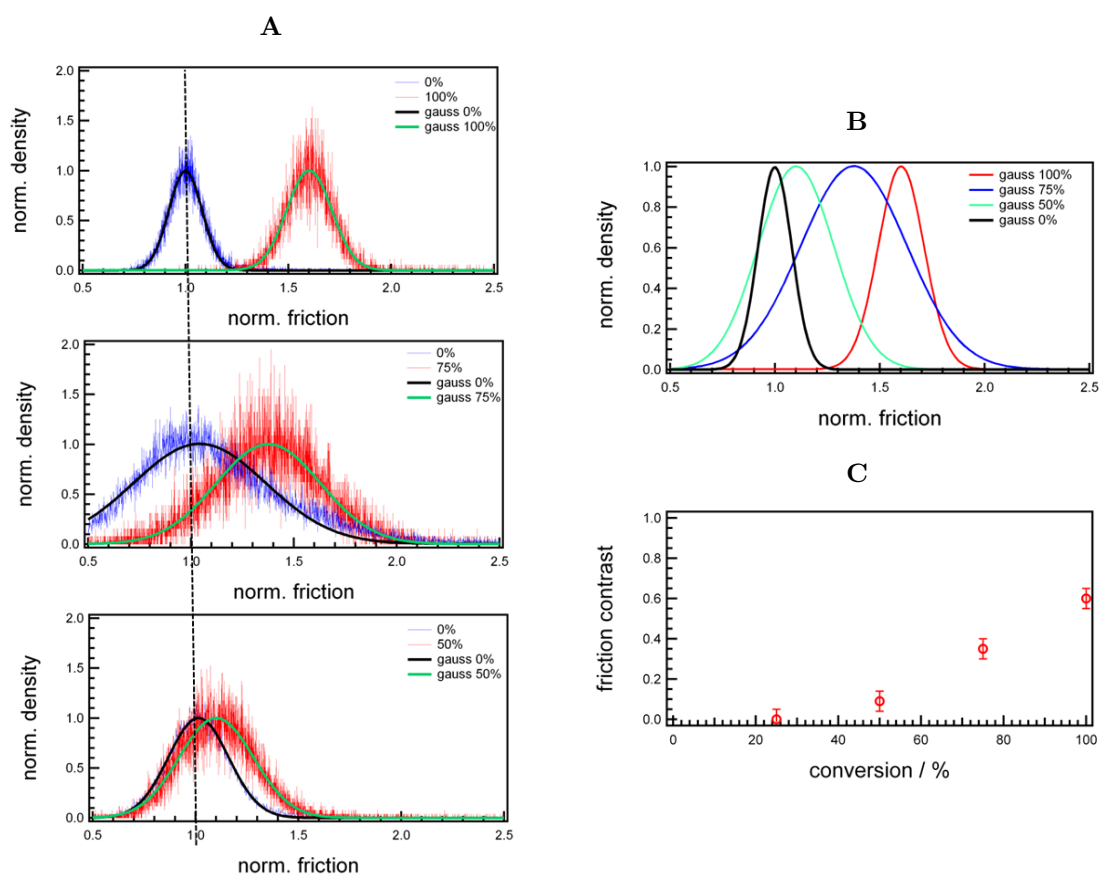 A
2.0
1.5
1.0
0.5
0.0
norm. density
0%
100%
gauss 0%
gauss 100%
0.5 1.0 1.5 2.0 2.5
norm. friction
2.0
1.5
1.0
0.5
0.0
norm. density
0%
75%
gauss 0%
gauss 75%
0.5 1.0 1.5 2.0 2.5
norm. friction
2.0
1.5
1.0
0.5
0.0
norm. density
0%
50%
gauss 0%
gauss 50%
0.5 1.0 1.5 2.0 2.5
norm. friction
B
1.0
0.8
0.6
0.4
0.2
0.0
norm. density
gauss 100%
gauss 75%
gauss 50%
gauss 0%
0.5 1.0 1.5 2.0 2.5
norm. friction
C
1.0
0.8
0.6
0.4
0.2
0.0
friction contrast
0 20 40 60 80 100
conversion / %